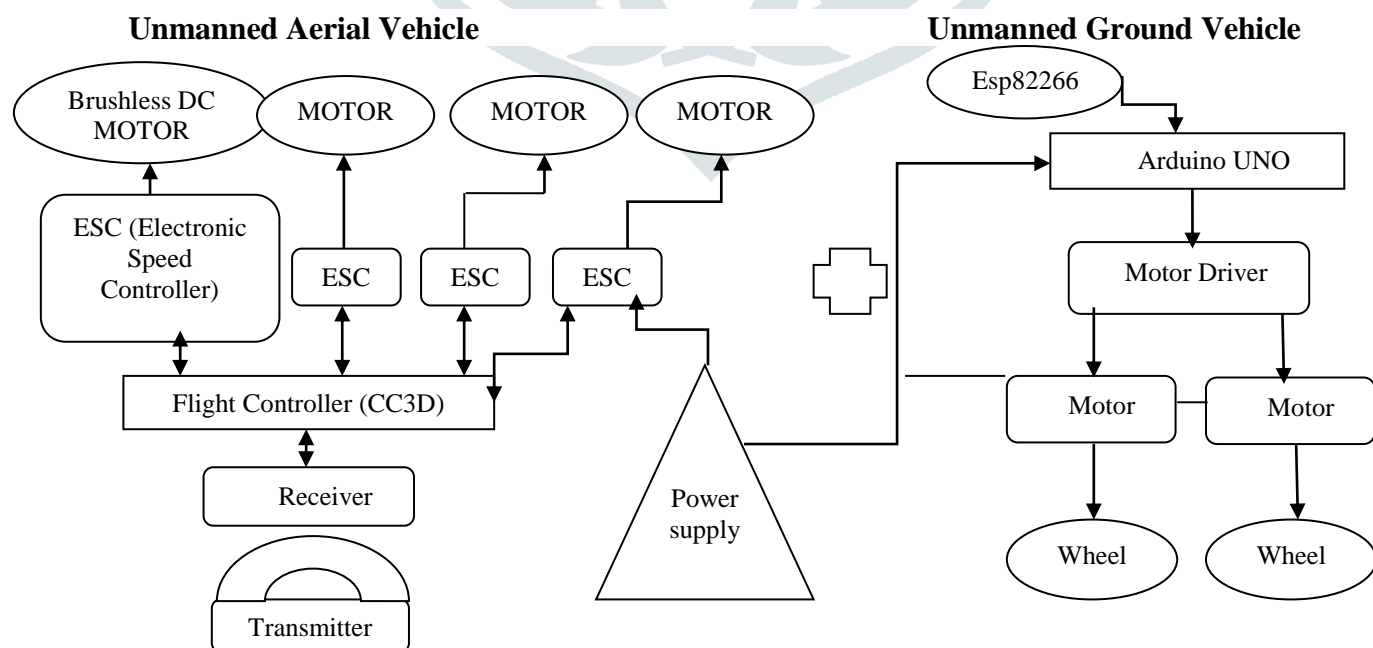 Unmanned Aerial Vehicle
Unmanned Ground Vehicle
Brushless DC
MOTOR
MOTOR
MOTOR
MOTOR
Esp82266
Arduino UNO
ESC (Electronic
Speed
Controller)
ESC
ESC
ESC
Motor Driver
Flight Controller (CC3D)
Motor
Motor
Receiver
Power
supply
Wheel
Wheel
Transmitter